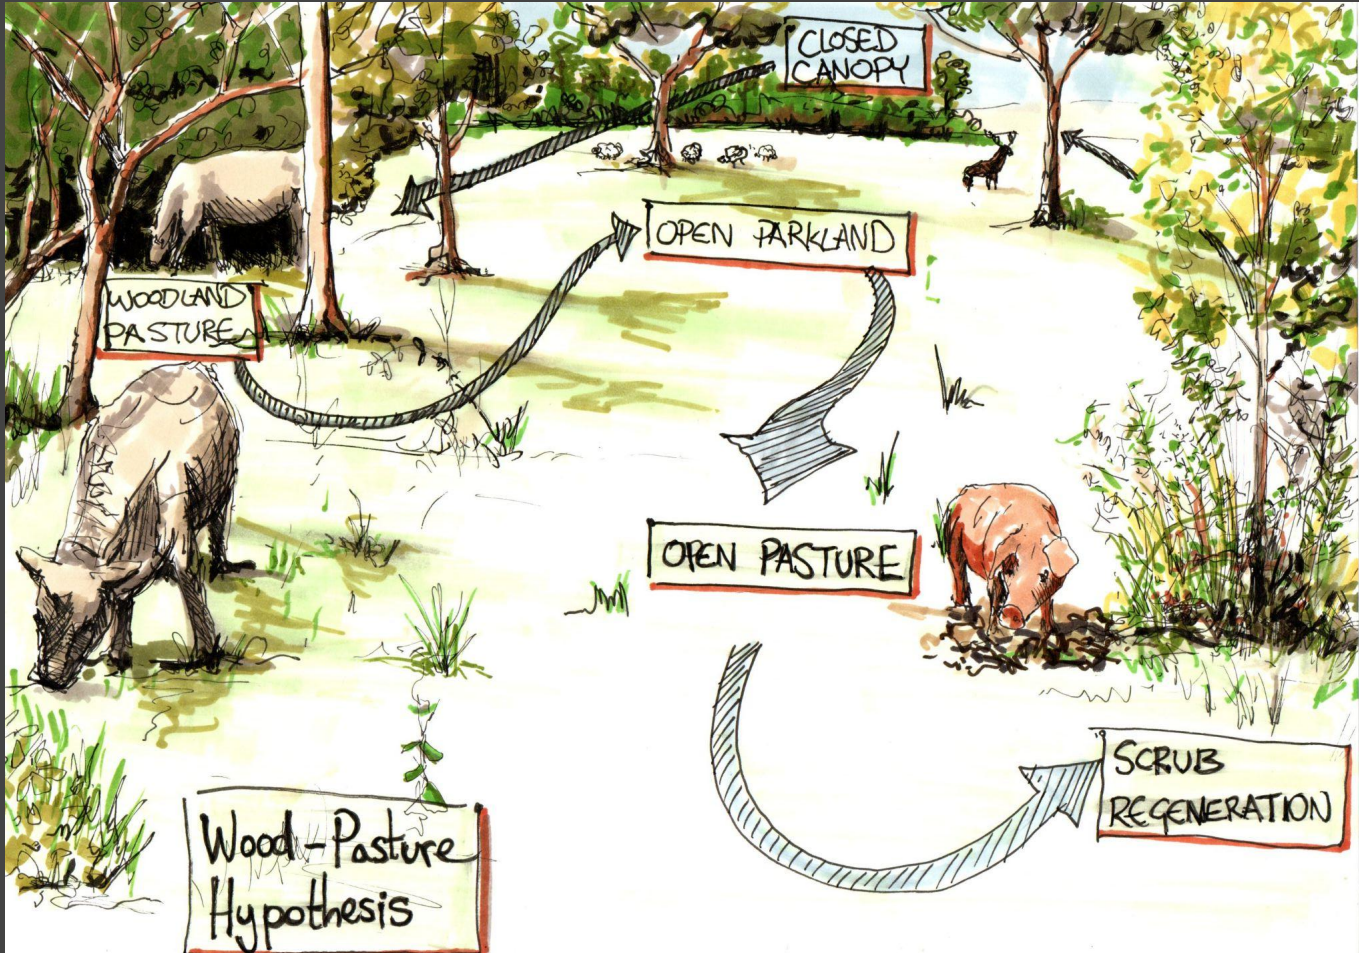 CLOSED
CANOPY
OPEN PARKLAND
WOODLAND
PASTURE
OPEN PASTURE
SCRUB
REGENERATION
Wood-Pasture
Hypothesis